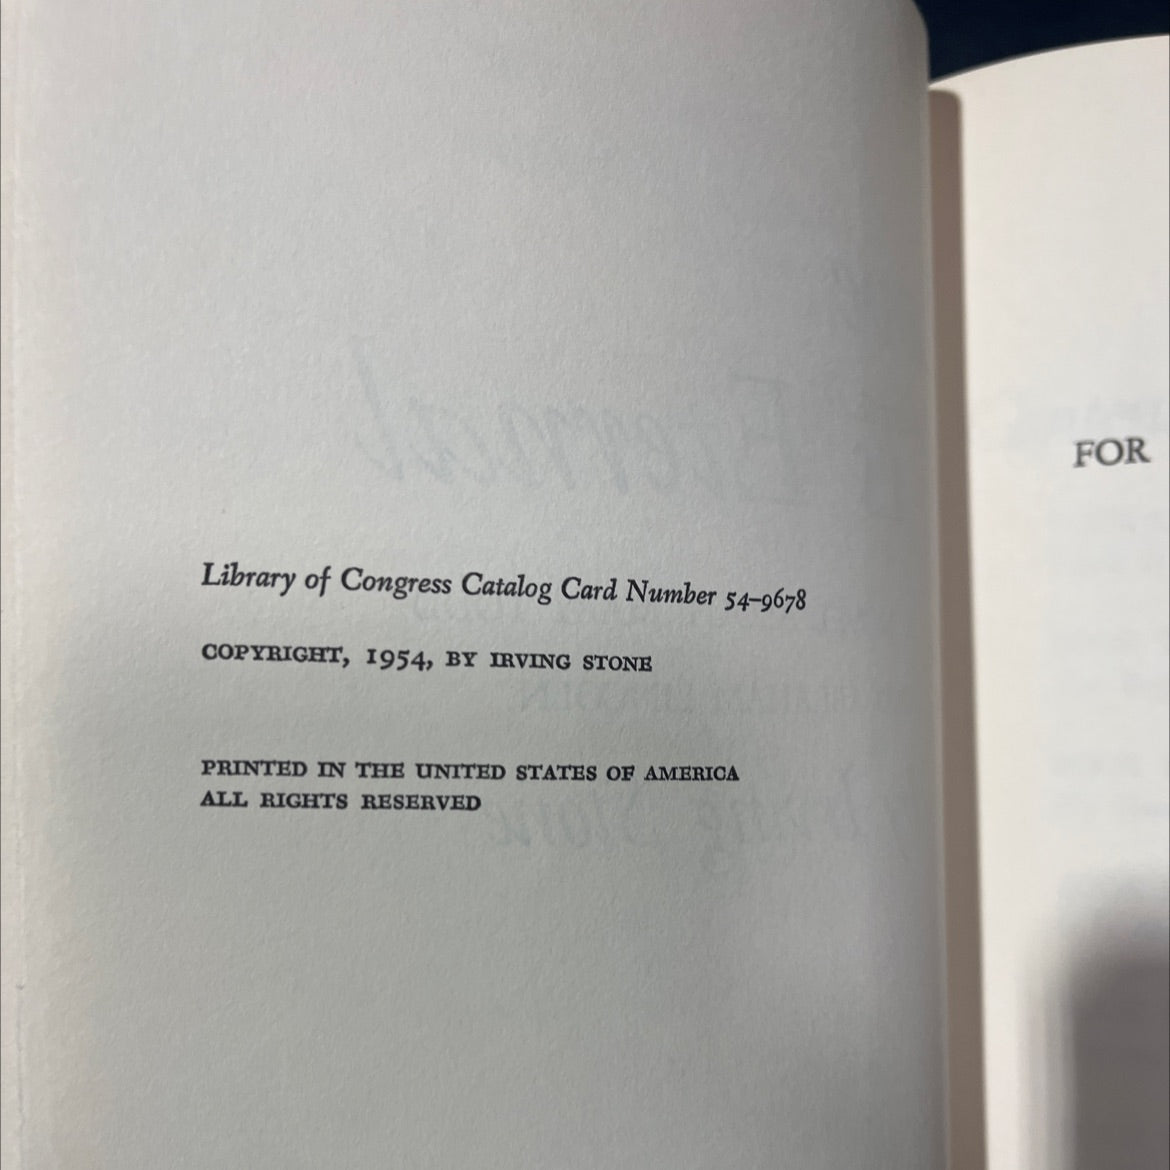 Library of Congress Catalog Card Number 54–9678
COPYRIGHT, 1954, BY IRVING STONE
PRINTED IN THE UNITED STATES OF AMERICA
ALL RIGHTS RESERVED
FOR